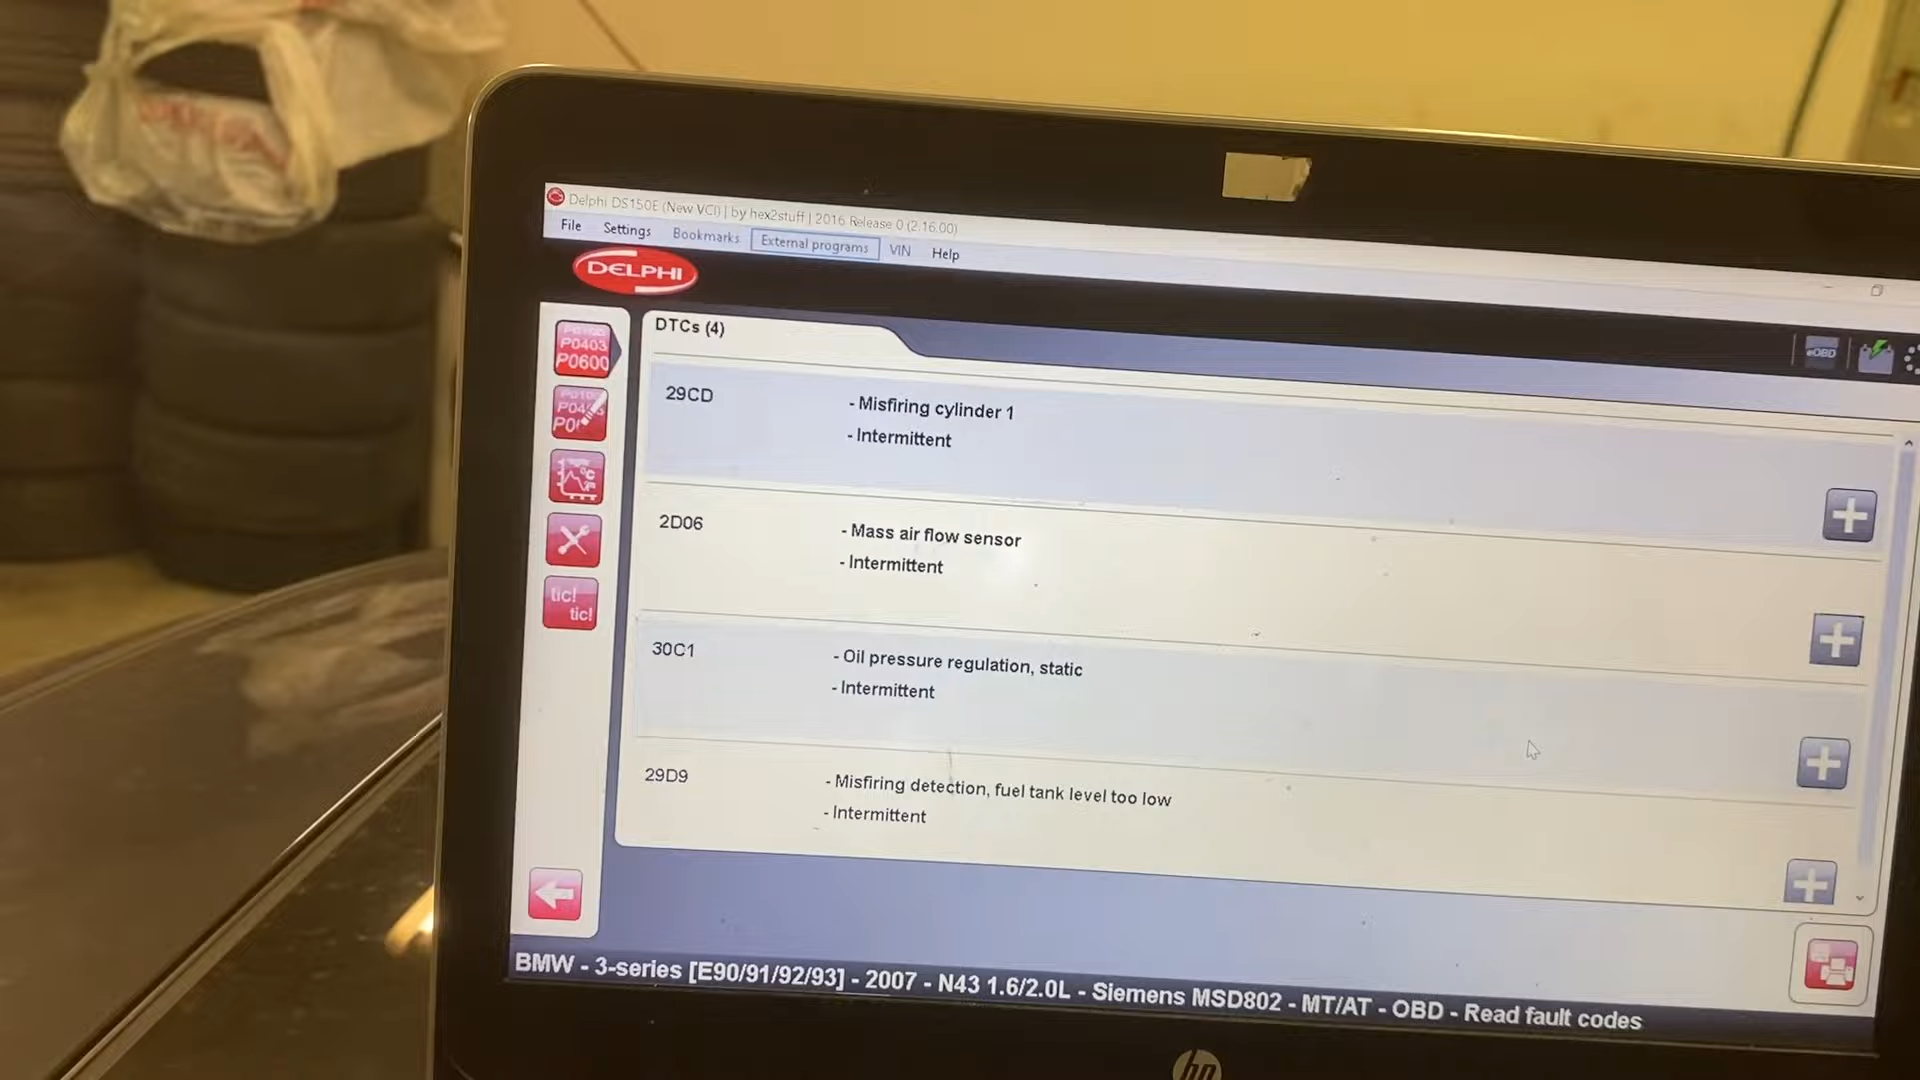 Delphi DS150E (New VCI) | by hex2stuff | 2016 Release 0 (2.16.00)
File Settings Bookmarks External programs VIN Help
DELPHI
eOBD
P0403
P0600
DTCs (4)
29CD - Misfiring cylinder 1
- Intermittent
2D06 - Mass air flow sensor
- Intermittent
30C1 - Oil pressure regulation, static
- Intermittent
29D9 - Misfiring detection, fuel tank level too low
- Intermittent
tic!
tic!
BMW - 3-series [E90/91/92/93] - 2007 - N43 1.6/2.0L - Siemens MSD802 - MT/AT - OBD - Read fault codes
hp